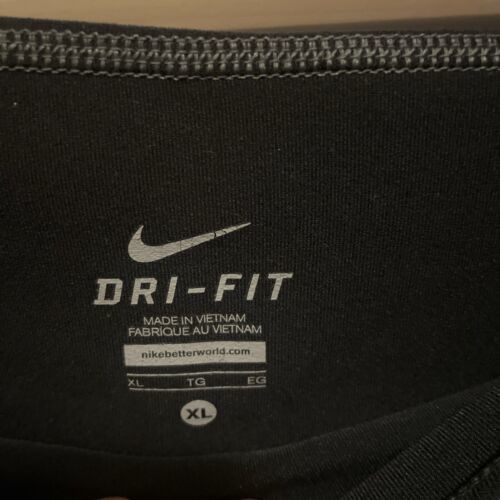 DRI-FIT
MADE IN VIETNAM
FABRIQUE AU VIETNAM
nikebetterworld.com
XL TG EG
XL